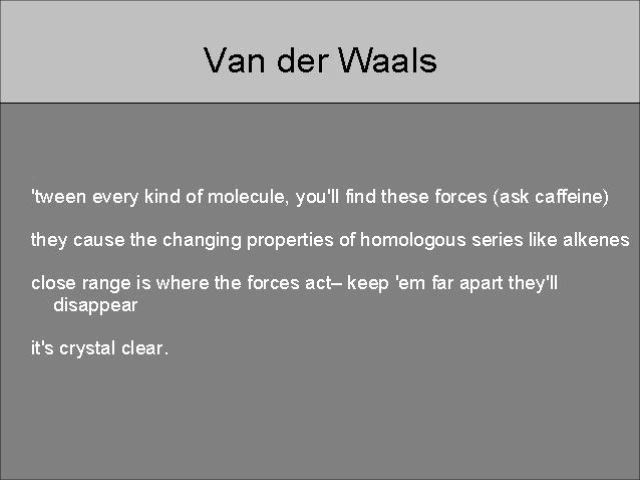 Van der Waals
'tween every kind of molecule, you'll find these forces (ask caffeine)
they cause the changing properties of homologous series like alkenes
close range is where the forces act– keep 'em far apart they'll
disappear
it's crystal clear.